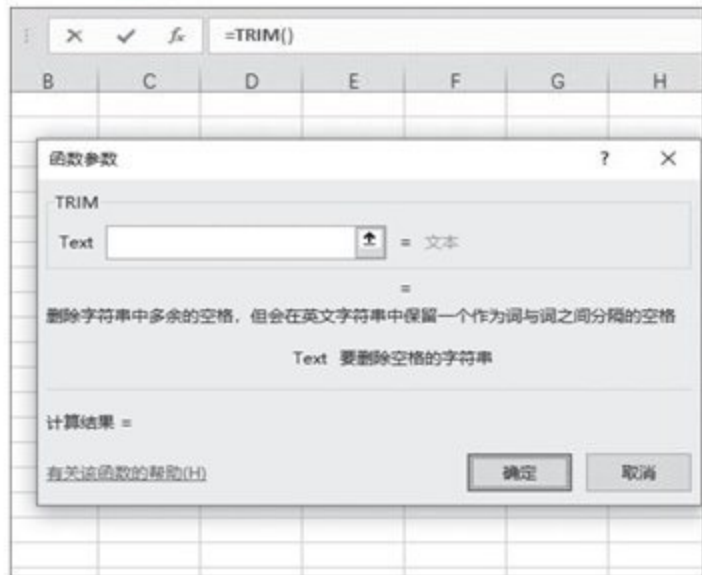 =TRIM()
B C D E F G H
函数参数 ? ×
TRIM
Text = 文本
=
删除字符串中多余的空格，但会在英文字符串中保留一个作为词与词之间分隔的空格
Text 要删除空格的字符串
计算结果 =
有关该函数的帮助(H) 确定 取消